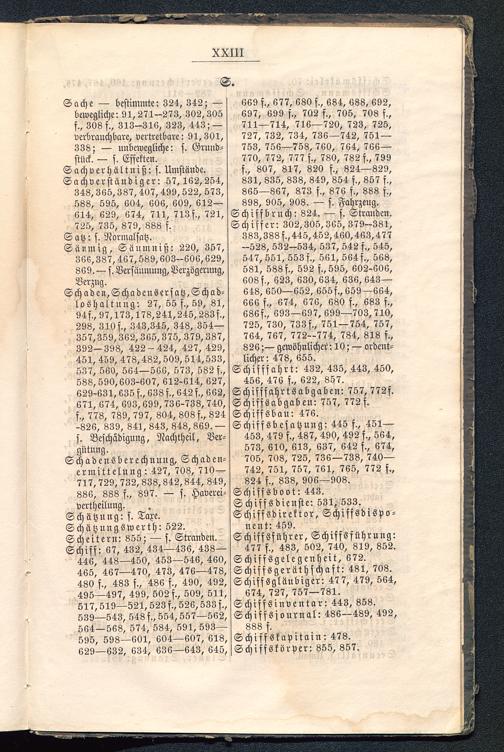 XXIII
S.
Sache — bestimmte: 324, 342; —
bewegliche: 91, 271–273, 302, 305
f., 308 f., 313–316, 323, 443; —
verbrauchbare, vertretbare: 91, 301,
338; — unbewegliche: s. Grund-
stück. — s. Effekten.
Sachverhältniß: s. Umstände.
Sachverständiger: 57, 162, 254,
348, 365, 387, 407, 499, 522, 573,
588, 595, 604, 606, 609, 612—
614, 629, 674, 711, 713 f., 721,
725, 735, 879, 888 f.
Satz: s. Normalsatz.
Säumig, Säumniß: 220, 357,
366, 387, 467, 589, 603–606, 629,
869. — s. Versäumung, Verzögerung,
Verzug.
Schaden, Schadensersatz, Schad-
loshaltung: 27, 55 f., 59, 81,
94 f., 97, 173, 178, 241, 245, 283 f.,
298, 310 f., 343, 345, 348, 354—
357, 359, 362, 365, 375, 379, 387,
392—398, 422–424, 427, 429,
451, 459, 478, 482, 509, 514, 533,
537, 560, 564—566, 573, 582 f.,
588, 590, 603–607, 612–614, 627,
629–631, 635 f., 638 f., 642 f., 662,
671, 674, 693, 699, 736–738, 740,
f., 778, 789, 797, 804, 808 f., 824
–826, 839, 841, 843, 848, 869. —
s. Beschädigung, Nachtheil, Ver-
gütung.
Schadensberechnung, Schaden-
ermittelung: 427, 708, 710—
717, 729, 732, 838, 842, 844, 849,
886, 888 f., 897. — s. Haverei-
vertheilung.
Schätzung: s. Taxe.
Schätzungswerth: 522.
Scheitern: 855; — s. Stranden.
Schiff: 67, 432, 434—436, 438—
446, 448—450, 453—546, 460,
465, 467—470, 473, 476—478,
480 f., 483 f., 486 f., 490, 492,
495—497, 499, 502 f., 509, 511,
517, 519—521, 523 f., 526, 533 f.,
539—543, 548 f., 554, 557—562,
564—568, 574, 584, 591, 593—
595, 598—601, 604—607, 618,
629—632, 634, 636—643, 645,
669 f., 677, 680 f., 684, 688, 692,
697, 699 f., 702 f., 705, 708 f.,
711—714, 716—720, 723, 725,
727, 732, 734, 736—742, 751—
753, 756—758, 760, 764, 766—
770, 772, 777 f., 780, 782 f., 799
f., 807, 817, 820 f., 824—829,
831, 835, 838, 849, 854 f., 857 f.,
865—867, 873 f., 876 f., 888 f.,
898, 905, 908. — s. Fahrzeug.
Schiffbruch: 824. — s. Stranden.
Schiffer: 302, 305, 365, 379—381,
383, 388 f., 445, 452, 460, 463, 477
–528, 532—534, 537, 542 f., 545,
547, 551, 553 f., 561, 564 f., 568,
581, 588 f., 592 f., 595, 602–606,
608 f., 623, 630, 634, 636, 643—
648, 650—652, 655 f., 659—664,
666 f., 674, 676, 680 f., 683 f.,
686 f., 693—697, 699—703, 710,
725, 730, 733 f., 751—754, 757,
764, 767, 772–774, 784, 818 f.,
826; — gewöhnlicher: 10; — ordent-
licher: 478, 655.
Schifffahrt: 432, 435, 443, 450,
456, 476 f., 622, 857.
Schifffahrtsabgaben: 757, 772 f.
Schiffsabgaben: 757, 772 f.
Schiffsbau: 476.
Schiffsbesatzung: 445 f., 451—
453, 479 f., 487, 490, 492 f., 564,
573, 610, 613, 637, 642 f., 674,
705, 708, 725, 736—738, 740—
742, 751, 757, 761, 765, 772 f.,
824 f., 838, 906—908.
Schiffsboot: 443.
Schiffsdienste: 531, 533.
Schiffsdirektor, Schiffsdispo-
nent: 459.
Schiffsführer, Schiffsführung:
477 f., 483, 502, 740, 819, 852.
Schiffsgelegenheit, 672.
Schiffsgeräthschaft: 481, 708.
Schiffsgläubiger: 477, 479, 564,
674, 727, 757—781.
Schiffsinventar: 443, 858.
Schiffsjournal: 486—489, 492,
888 f.
Schiffskapitain: 478.
Schiffskörper: 855, 857.